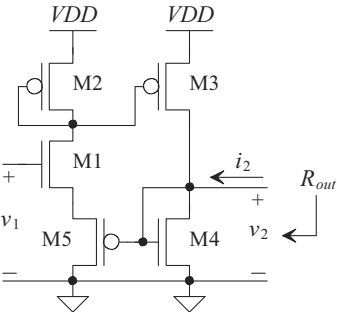 VDD VDD
M2 M3
M1
i2
+ + Rout
v1 M5 M4 v2
− −